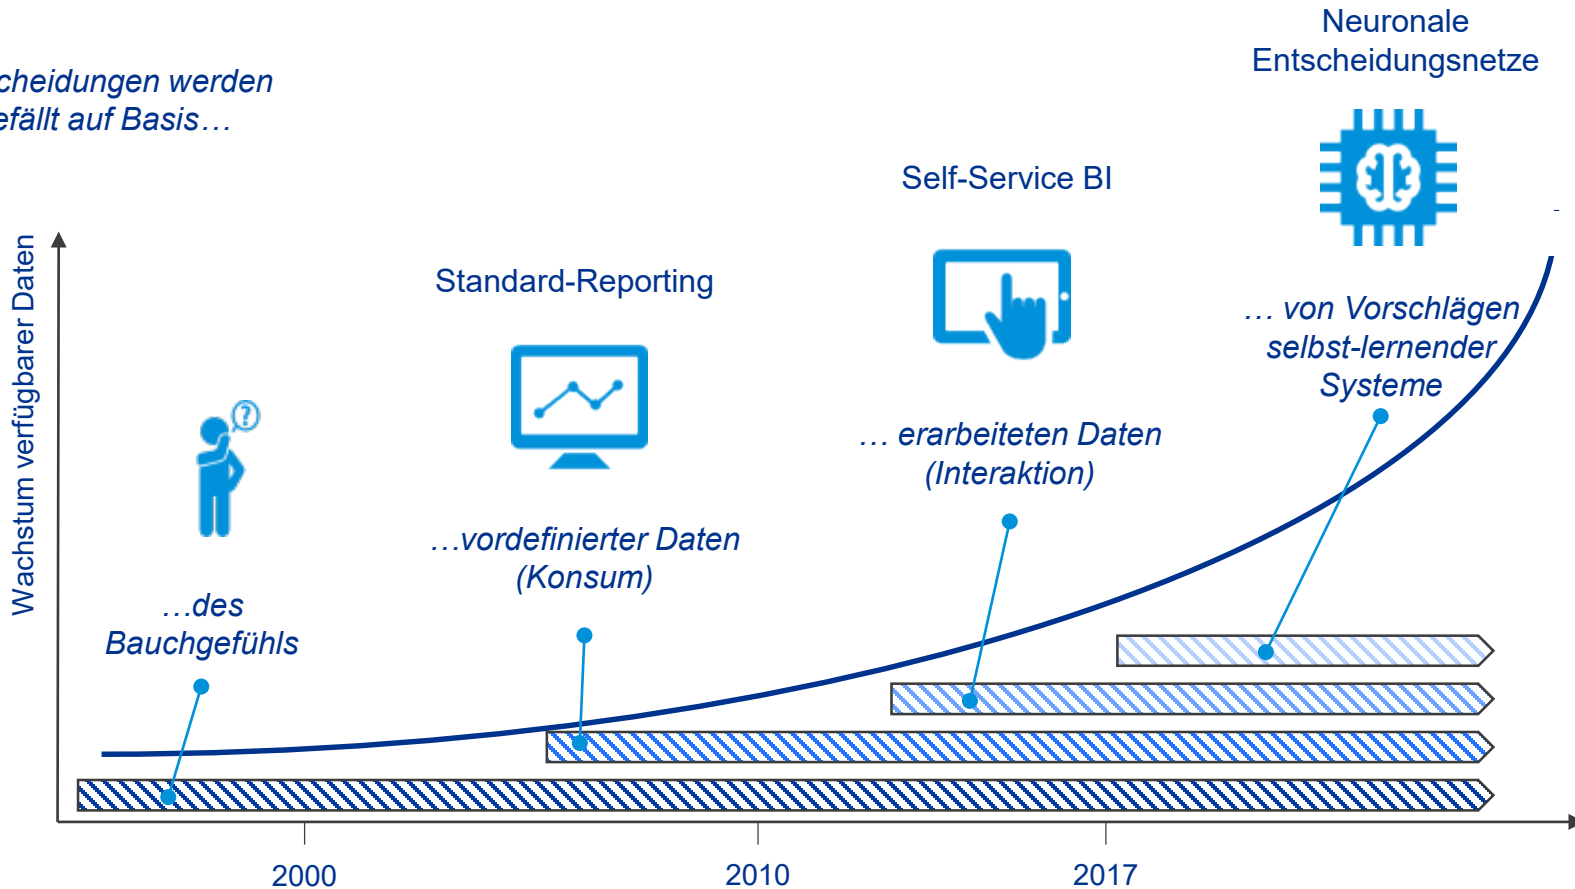 Neuronale
Entscheidungsnetze
cheidungen werden
efällt auf Basis…
Self-Service BI
Standard-Reporting
Wachstum verfügbarer Daten
… von Vorschlägen
selbst-lernender
Systeme
?
… erarbeiteten Daten
(Interaktion)
…vordefinierter Daten
(Konsum)
…des
Bauchgefühls
2000
2010
2017